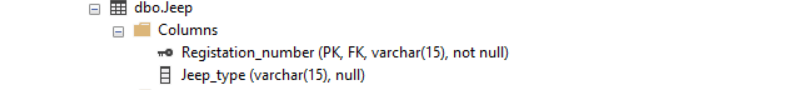 dbo.Jeep
Columns
Registation_number (PK, FK, varchar(15), not null)
Jeep_type (varchar(15), null)